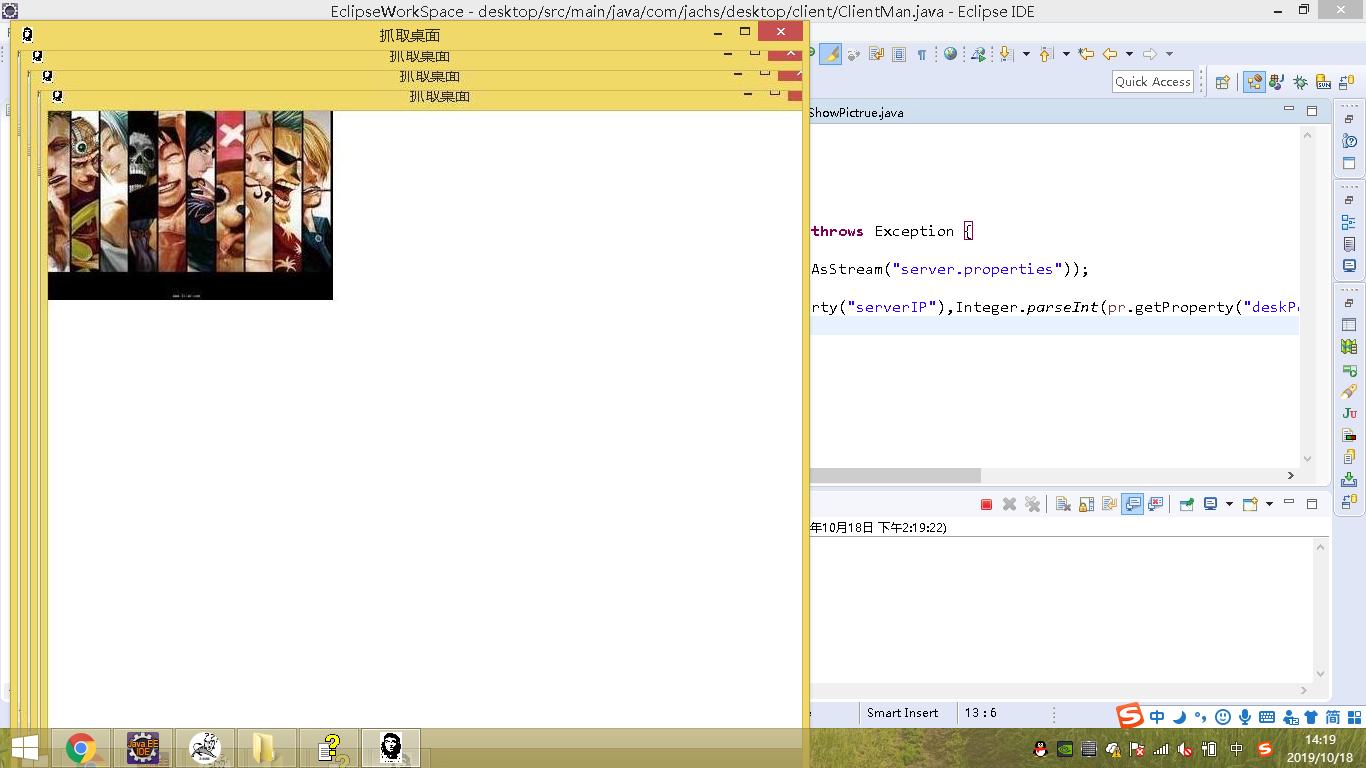 EclipseWorkSpace - desktop/src/main/java/com/jachs/desktop/client/ClientMan.java - Eclipse IDE
抓取桌面
抓取桌面
抓取桌面
抓取桌面
Quick Access
ShowPictrue.java
throws Exception {
AsStream("server.properties"));
rty("serverIP"),Integer.parseInt(pr.getProperty("deskP
年10月18日 下午2:19:22)
Smart Insert
13 : 6
中
简
Java EE
IDE
中
14:19
2019/10/18